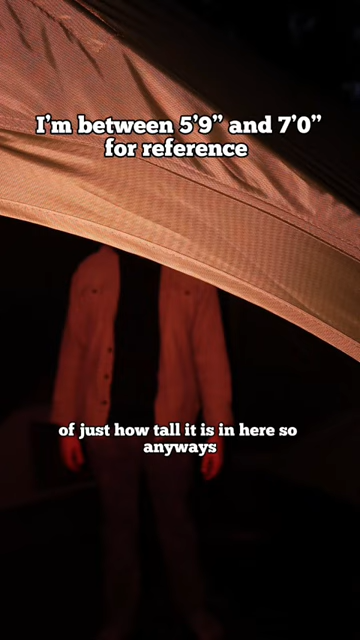 I'm between 5'9” and 7'0”
for reference
of just how tall it is in here so
anyways